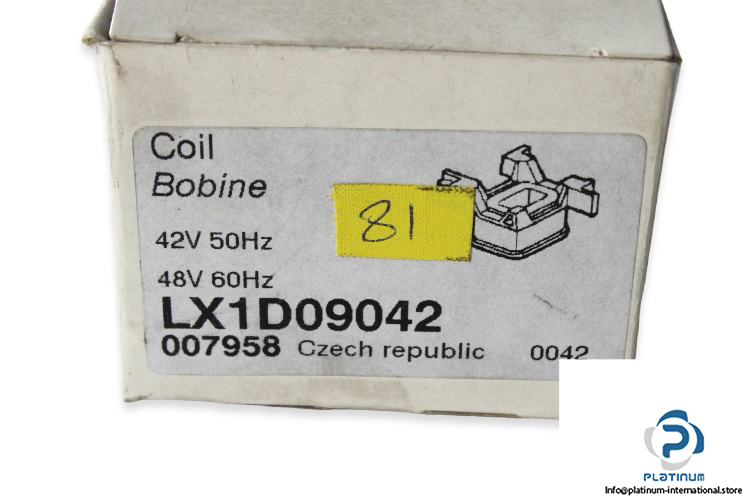 Coil
Bobine
81
42V 50Hz
48V 60Hz
LX1D09042
007958 Czech republic 0042
PLATINUM
Info@platinum-international.store